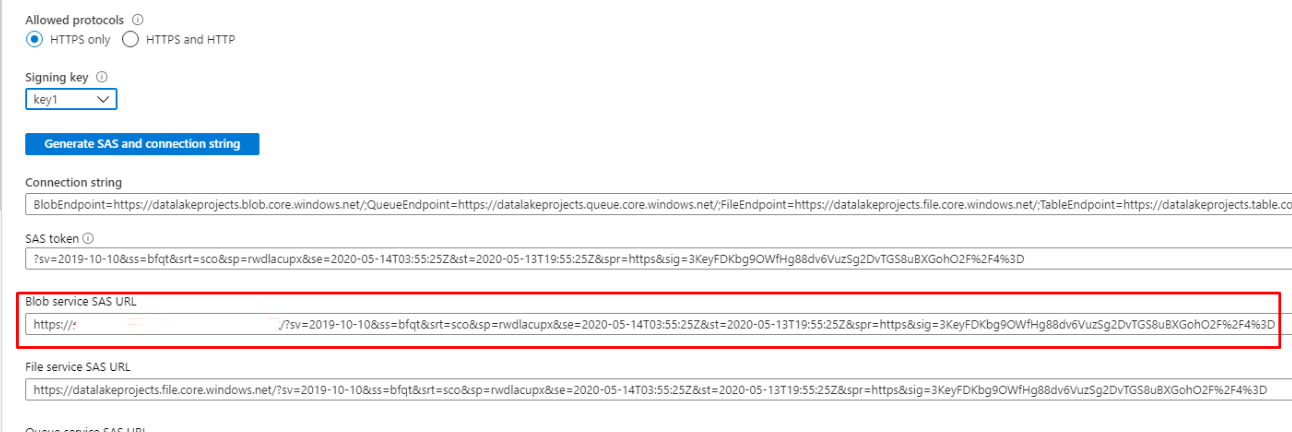 Allowed protocols
HTTPS only HTTPS and HTTP
Signing key
key1
Generate SAS and connection string
Connection string
BlobEndpoint=https://datalakeprojects.blob.core.windows.net/;QueueEndpoint=https://datalakeprojects.queue.core.windows.net/;FileEndpoint=https://datalakeprojects.file.core.windows.net/;TableEndpoint=https://datalakeprojects.table.co
SAS token
?sv=2019-10-10&ss=bfqt&srt=sco&sp=rwdlacupx&se=2020-05-14T03:55:25Z&st=2020-05-13T19:55:25Z&spr=https&sig=3KeyFDKbg9OWfHg88dv6VuzSg2DvTGS8uBXGohO2F%2F4%3D
Blob service SAS URL
https:// /?sv=2019-10-10&ss=bfqt&srt=sco&sp=rwdlacupx&se=2020-05-14T03:55:25Z&st=2020-05-13T19:55:25Z&spr=https&sig=3KeyFDKbg9OWfHg88dv6VuzSg2DvTGS8uBXGohO2F%2F4%3D
File service SAS URL
https://datalakeprojects.file.core.windows.net/?sv=2019-10-10&ss=bfqt&srt=sco&sp=rwdlacupx&se=2020-05-14T03:55:25Z&st=2020-05-13T19:55:25Z&spr=https&sig=3KeyFDKbg9OWfHg88dv6VuzSg2DvTGS8uBXGohO2F%2F4%3D
Queue service SAS URL